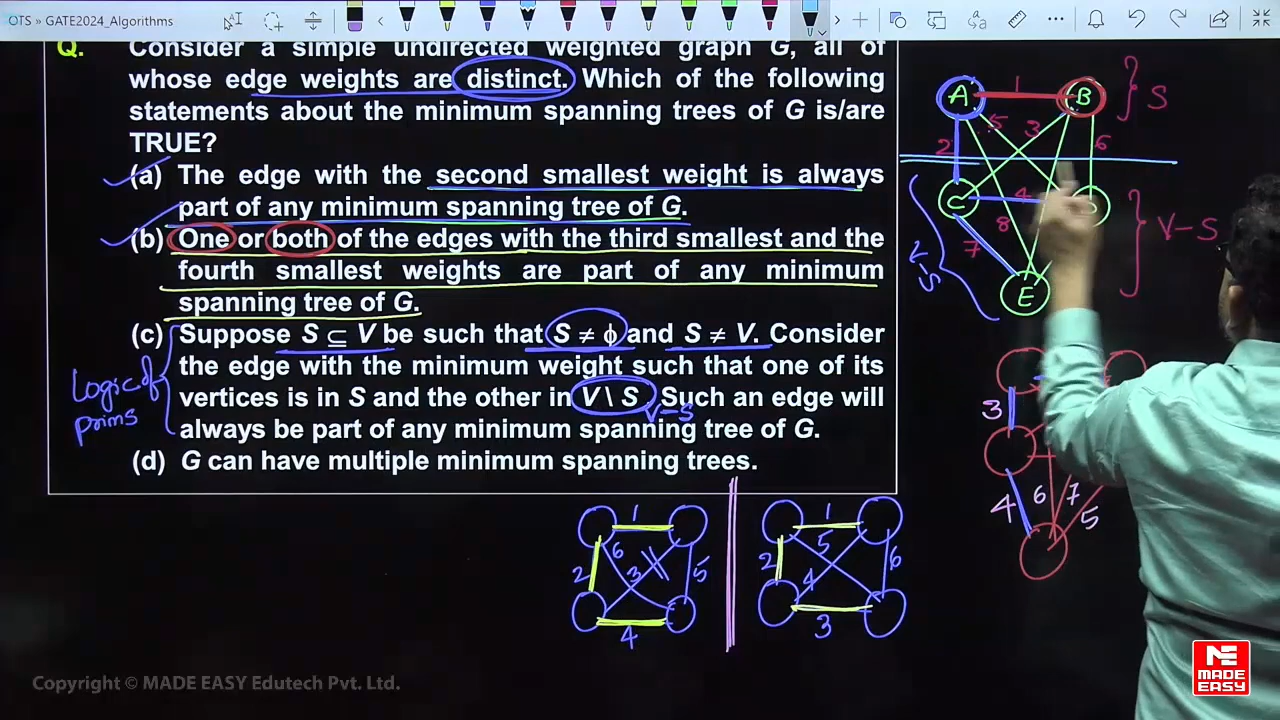 OTS » GATE2024_Algorithms
Q. Consider a simple undirected weighted graph G, all of
whose edge weights are distinct. Which of the following
statements about the minimum spanning trees of G is/are
TRUE?
(a) The edge with the second smallest weight is always
part of any minimum spanning tree of G.
(b) One or both of the edges with the third smallest and the
fourth smallest weights are part of any minimum
spanning tree of G.
(c) Suppose S ⊆ V be such that S ≠ ϕ and S ≠ V. Consider
the edge with the minimum weight such that one of its
vertices is in S and the other in V \ S. Such an edge will
V-S
always be part of any minimum spanning tree of G.
(d) G can have multiple minimum spanning trees.
Logic of
prims
A 1 B } S
5 3
2 6
C 4
8 } V-S
7
E
3
4 6 7 5
1
6
2 3 5
4
1
5
2 4 6
3
Copyright © MADE EASY Edutech Pvt. Ltd.
ME
MADE
EASY